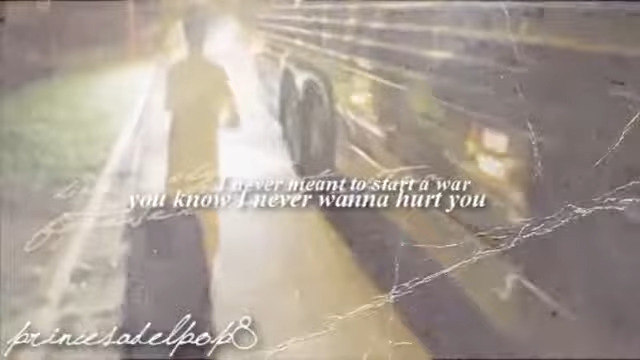 I never meant to start a war
you know I never wanna hurt you
princesadelpop8